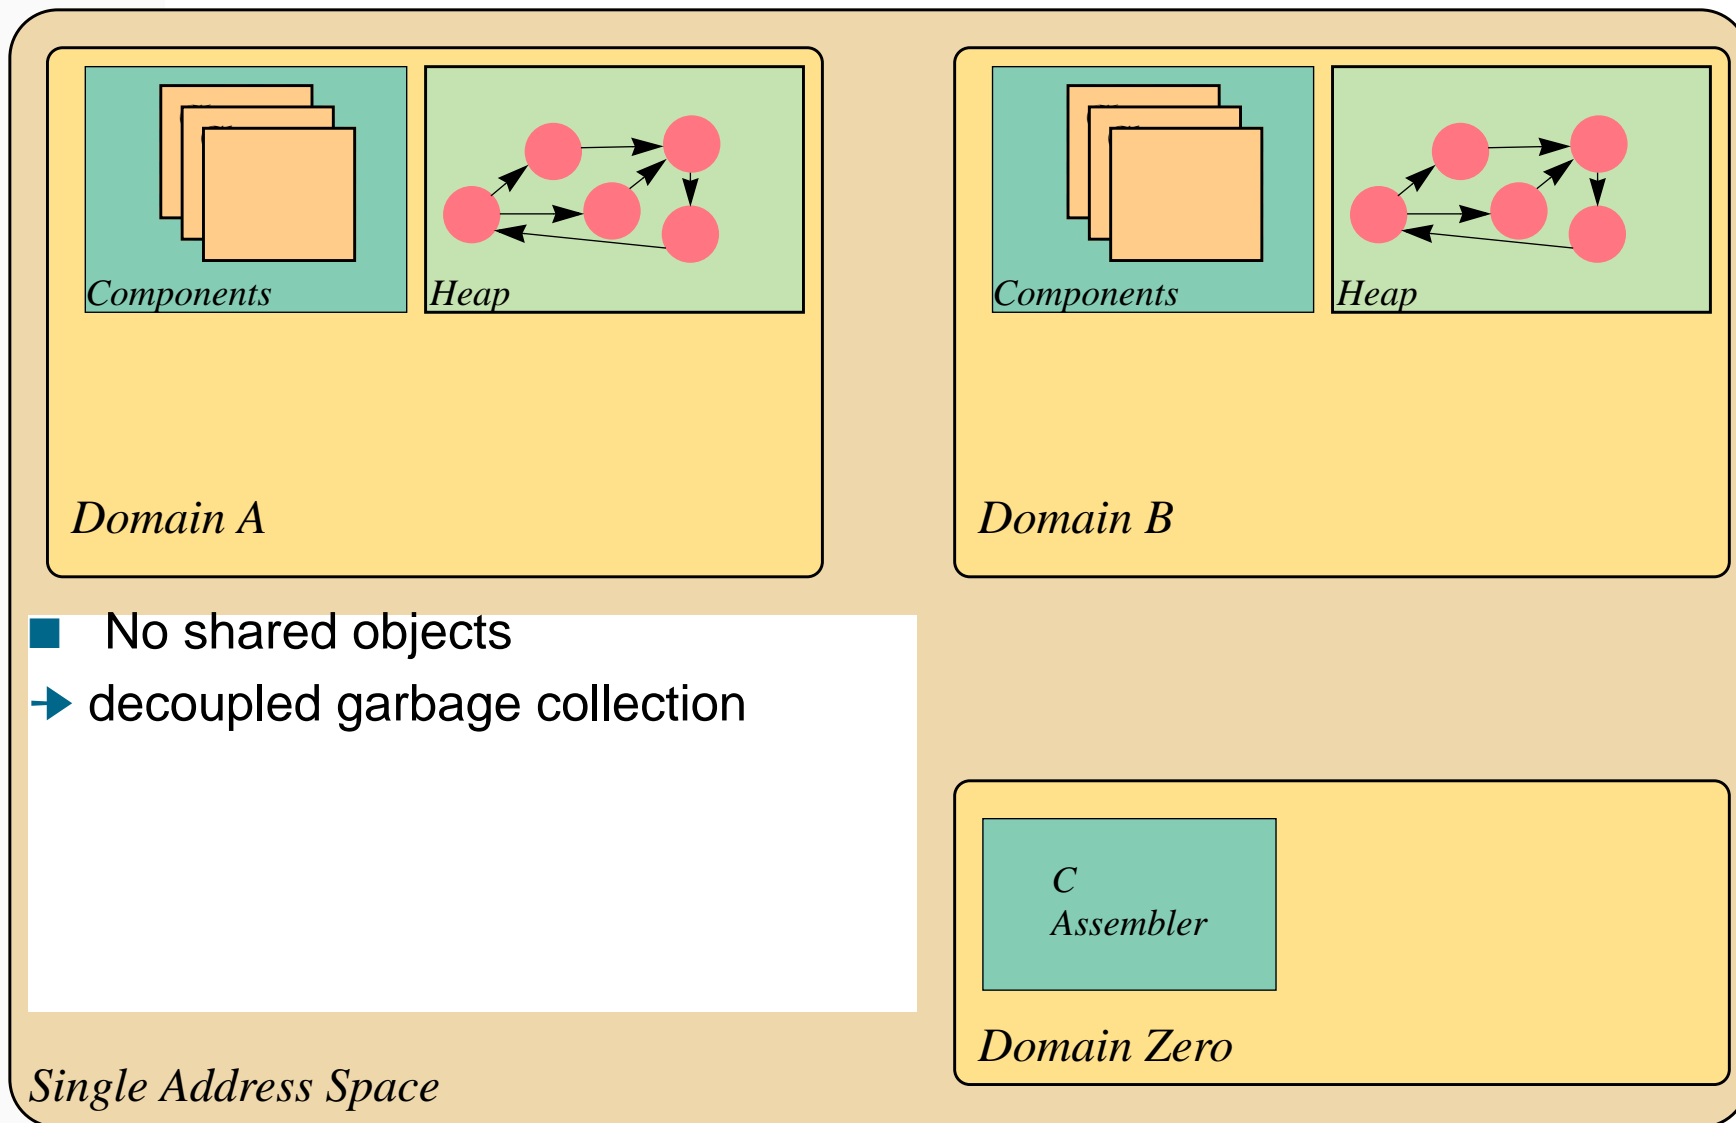 Components
Heap
Components
Heap
Domain A
Domain B
No shared objects
decoupled garbage collection
C
Assembler
Domain Zero
Single Address Space